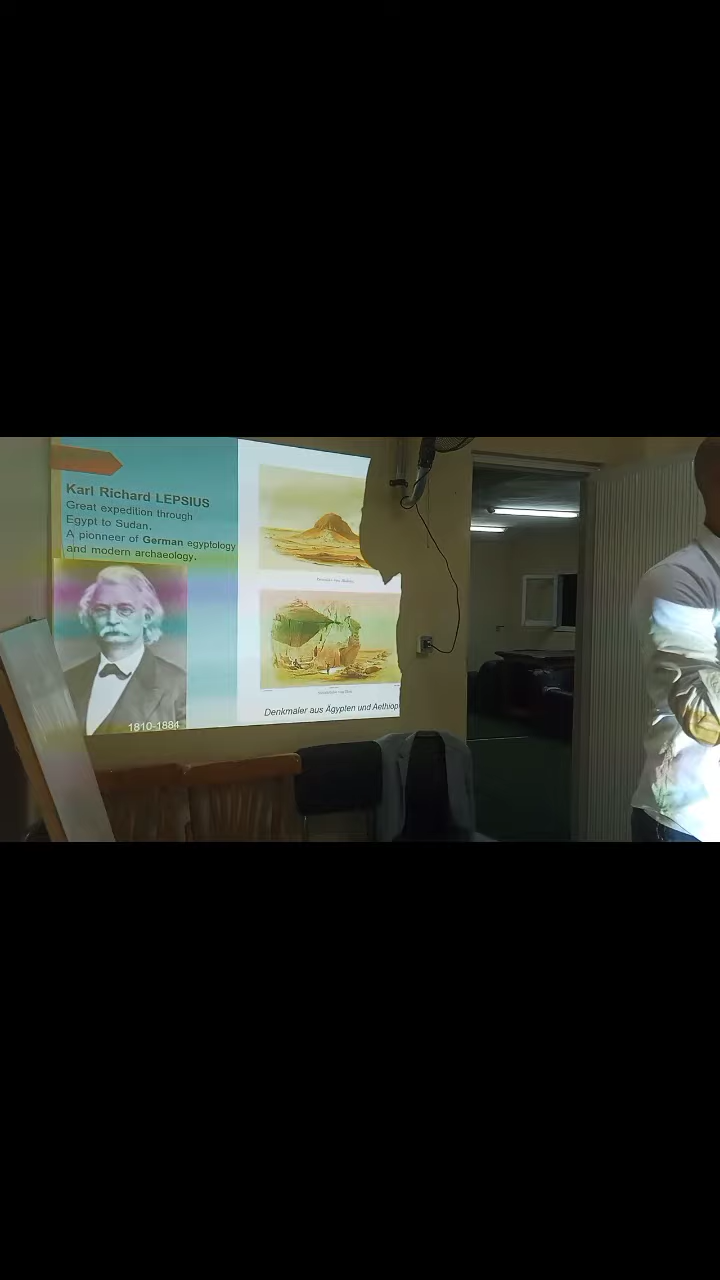 Karl Richard LEPSIUS
Great expedition through
Egypt to Sudan,
A pionneer of German egyptology
and modern archaeology.
1810-1884
Denkmaler aus Ägypten und Aethiop